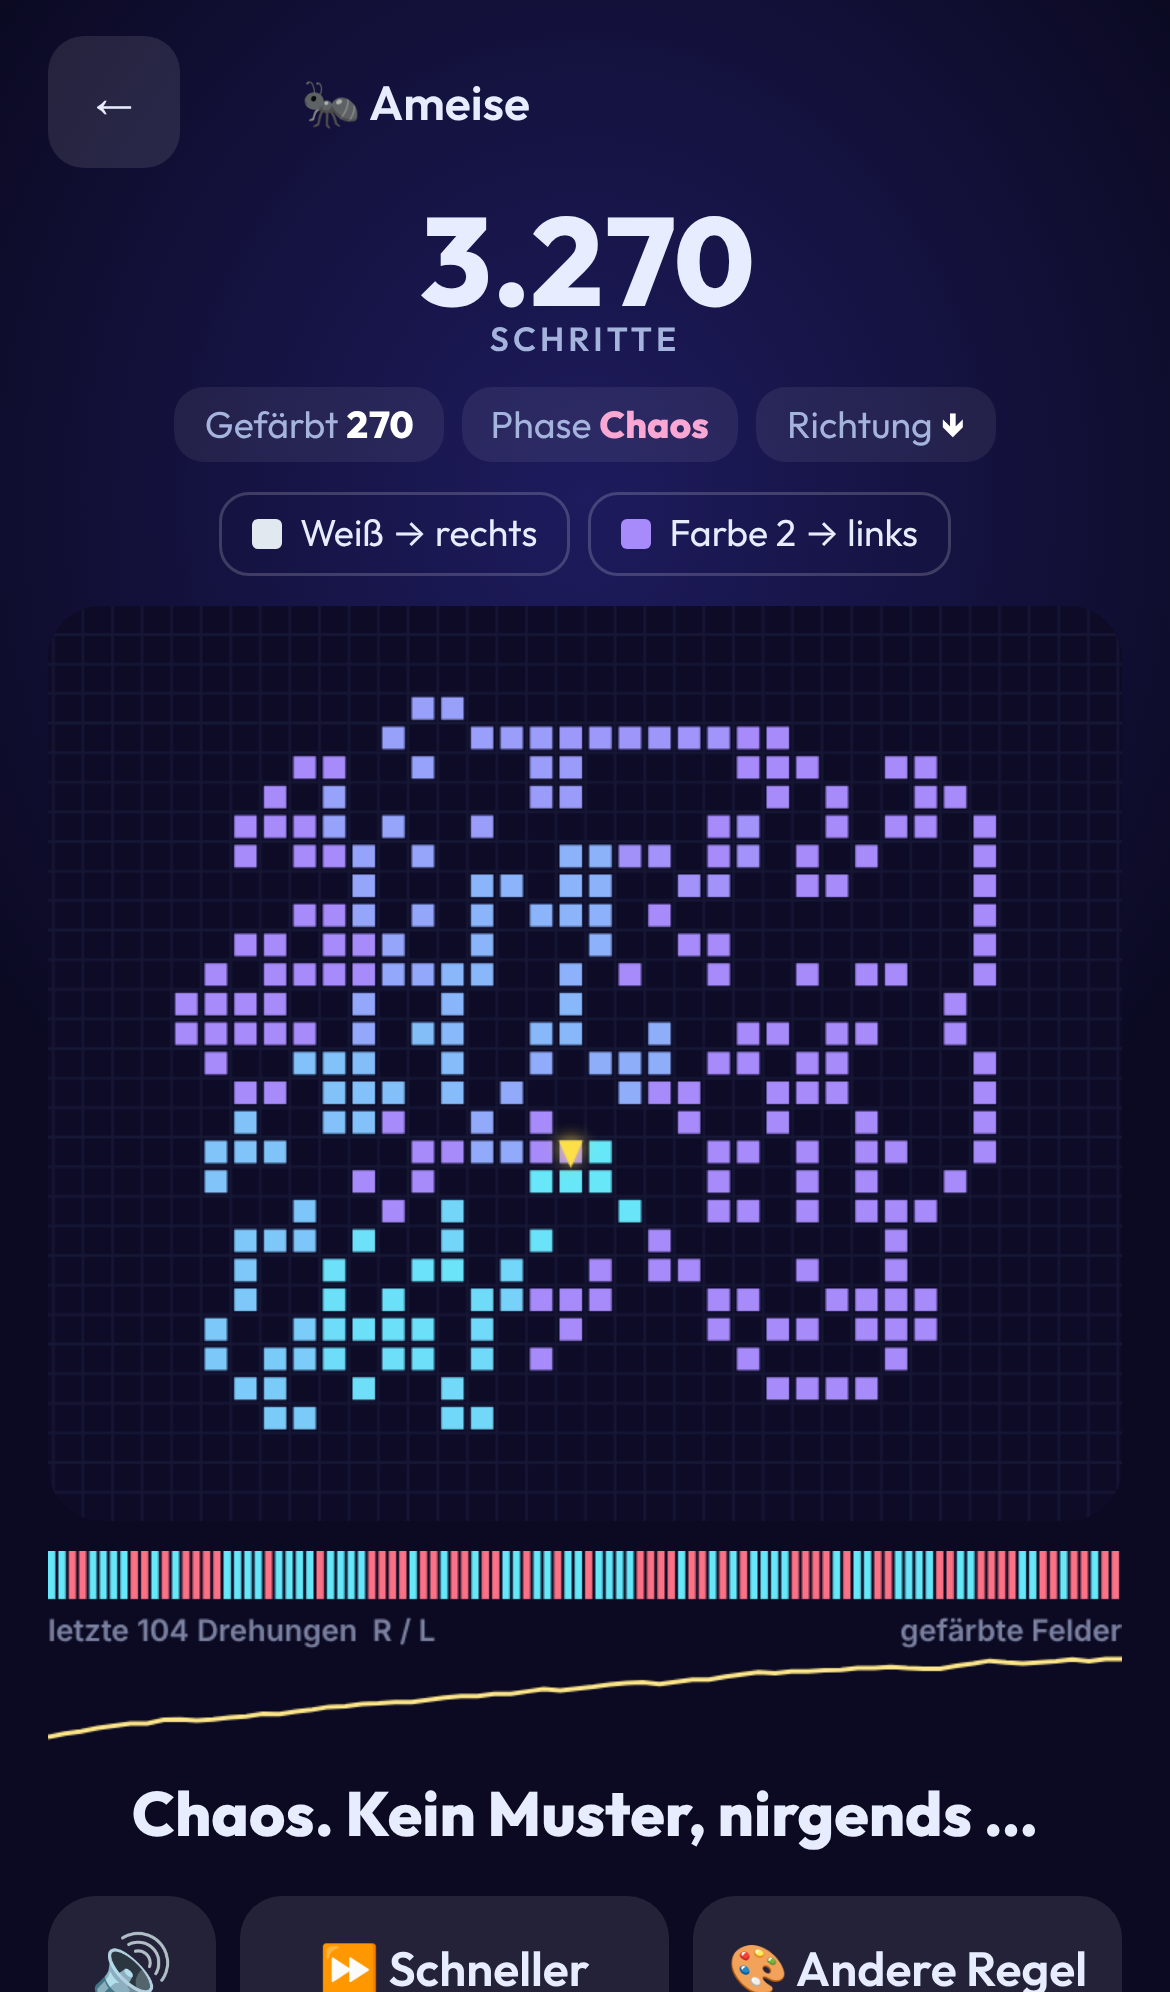 ←
🐜 Ameise
3.270
SCHRITTE
Gefärbt 270
Phase Chaos
Richtung ↓
Weiß → rechts
Farbe 2 → links
letzte 104 Drehungen R / L
gefärbte Felder
Chaos. Kein Muster, nirgends ...
🔊
⏩ Schneller
🎨 Andere Regel